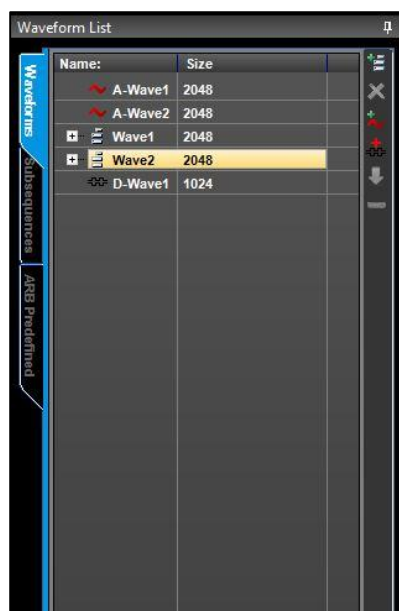 Waveform List
Waveforms
Subsequences
ARB Predefined
Name: Size
A-Wave1 2048
A-Wave2 2048
Wave1 2048
Wave2 2048
D-Wave1 1024